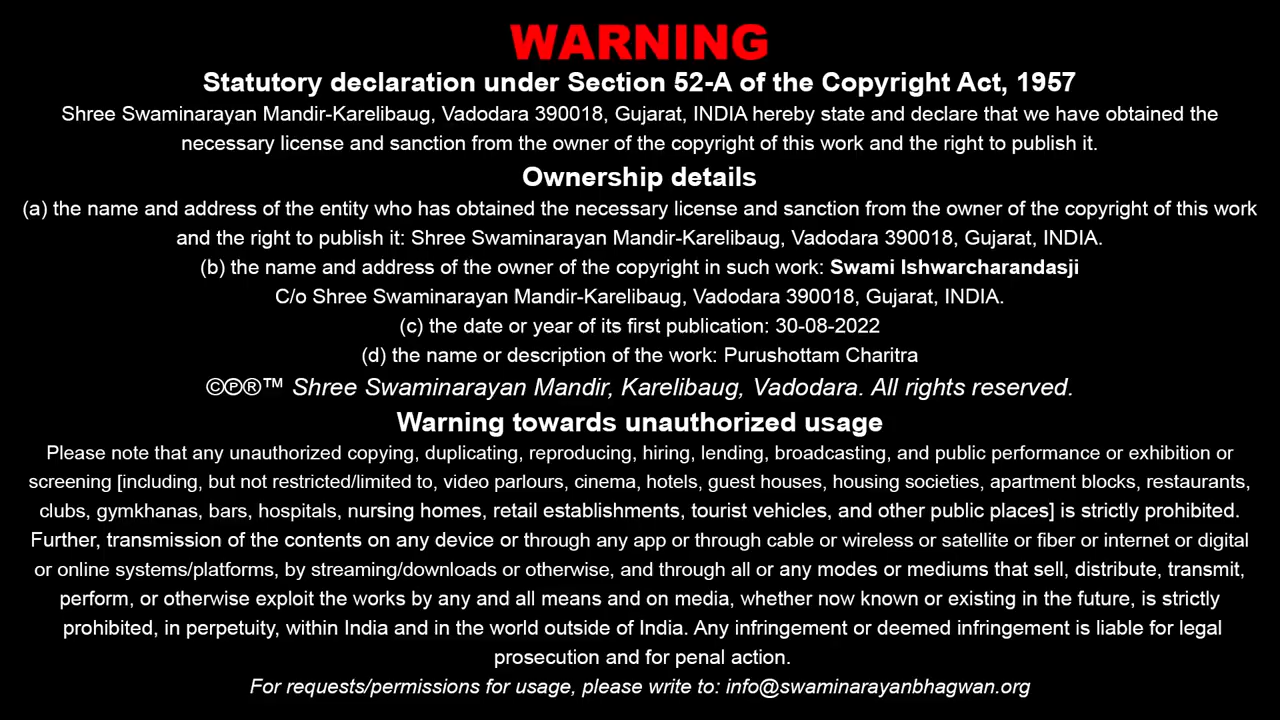 WARNING
Statutory declaration under Section 52-A of the Copyright Act, 1957
Shree Swaminarayan Mandir-Karelibaug, Vadodara 390018, Gujarat, INDIA hereby state and declare that we have obtained the
necessary license and sanction from the owner of the copyright of this work and the right to publish it.
Ownership details
(a) the name and address of the entity who has obtained the necessary license and sanction from the owner of the copyright of this work
and the right to publish it: Shree Swaminarayan Mandir-Karelibaug, Vadodara 390018, Gujarat, INDIA.
(b) the name and address of the owner of the copyright in such work: Swami Ishwarcharandasji
C/o Shree Swaminarayan Mandir-Karelibaug, Vadodara 390018, Gujarat, INDIA.
(c) the date or year of its first publication: 30-08-2022
(d) the name or description of the work: Purushottam Charitra
©℗®™ Shree Swaminarayan Mandir, Karelibaug, Vadodara. All rights reserved.
Warning towards unauthorized usage
Please note that any unauthorized copying, duplicating, reproducing, hiring, lending, broadcasting, and public performance or exhibition or
screening [including, but not restricted/limited to, video parlours, cinema, hotels, guest houses, housing societies, apartment blocks, restaurants,
clubs, gymkhanas, bars, hospitals, nursing homes, retail establishments, tourist vehicles, and other public places] is strictly prohibited.
Further, transmission of the contents on any device or through any app or through cable or wireless or satellite or fiber or internet or digital
or online systems/platforms, by streaming/downloads or otherwise, and through all or any modes or mediums that sell, distribute, transmit,
perform, or otherwise exploit the works by any and all means and on media, whether now known or existing in the future, is strictly
prohibited, in perpetuity, within India and in the world outside of India. Any infringement or deemed infringement is liable for legal
prosecution and for penal action.
For requests/permissions for usage, please write to: info@swaminarayanbhagwan.org